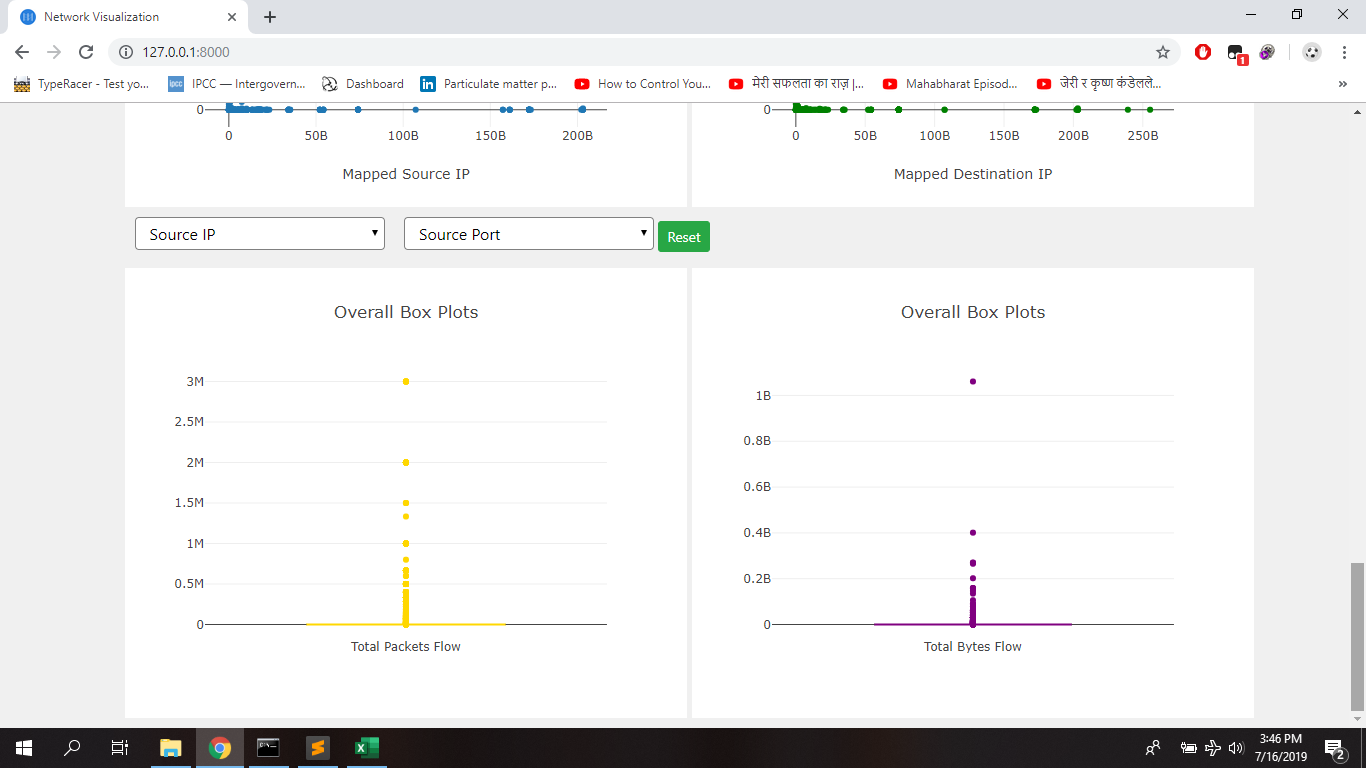 Network Visualization
127.0.0.1:8000
1
TypeRacer - Test yo...
ipcc
IPCC — Intergovern...
Dashboard
in
Particulate matter p...
How to Control You...
मेरी सफलता का राज़ |...
Mahabharat Episod...
जेरी र कृष्ण कंडेलले...
»
0
0 50B 100B 150B 200B
Mapped Source IP
0
0 50B 100B 150B 200B 250B
Mapped Destination IP
Source IP
Source Port
Reset
Overall Box Plots
3M
2.5M
2M
1.5M
1M
0.5M
0
Total Packets Flow
Overall Box Plots
1B
0.8B
0.6B
0.4B
0.2B
0
Total Bytes Flow
3:46 PM
7/16/2019
2